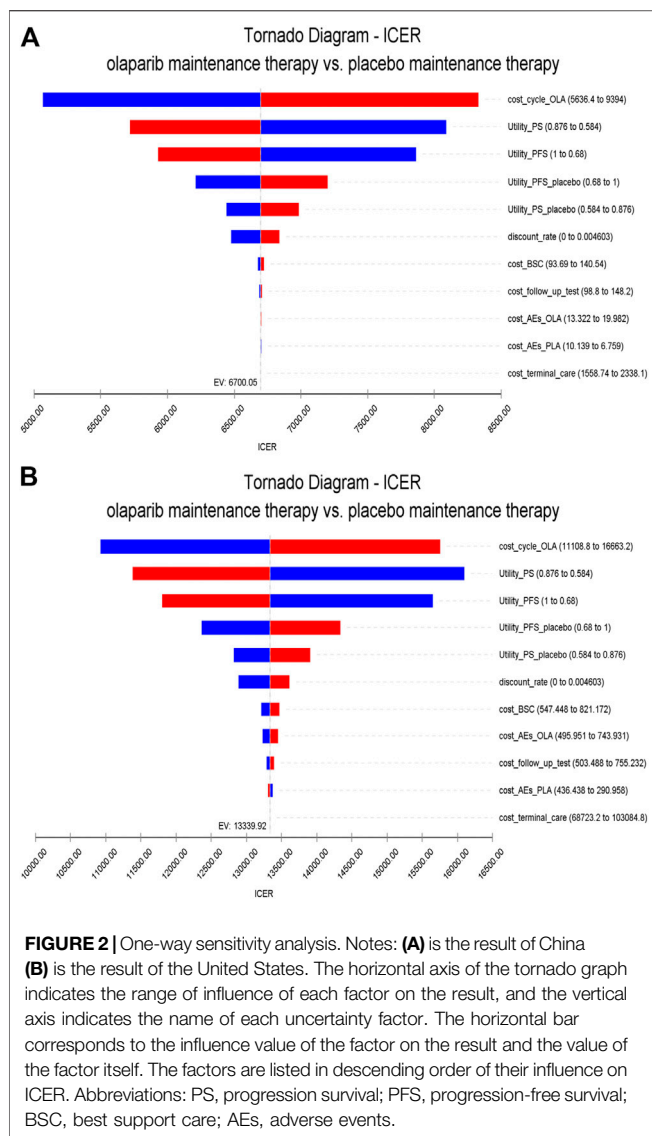 A
Tornado Diagram - ICER
olaparib maintenance therapy vs. placebo maintenance therapy
cost_cycle_OLA (5636.4 to 9394)
Utility_PS (0.876 to 0.584)
Utility_PFS (1 to 0.68)
Utility_PFS_placebo (0.68 to 1)
Utility_PS_placebo (0.584 to 0.876)
discount_rate (0 to 0.004603)
cost_BSC (93.69 to 140.54)
cost_follow_up_test (98.8 to 148.2)
cost_AEs_OLA (13.322 to 19.982)
cost_AEs_PLA (10.139 to 6.759)
cost_terminal_care (1558.74 to 2338.1)
EV: 6700.05
5000.00 5500.00 6000.00 6500.00 7000.00 7500.00 8000.00 8500.00
ICER
B
Tornado Diagram - ICER
olaparib maintenance therapy vs. placebo maintenance therapy
cost_cycle_OLA (11108.8 to 16663.2)
Utility_PS (0.876 to 0.584)
Utility_PFS (1 to 0.68)
Utility_PFS_placebo (0.68 to 1)
Utility_PS_placebo (0.584 to 0.876)
discount_rate (0 to 0.004603)
cost_BSC (547.448 to 821.172)
cost_AEs_OLA (495.951 to 743.931)
cost_follow_up_test (503.488 to 755.232)
cost_AEs_PLA (436.438 to 290.958)
cost_terminal_care (68723.2 to 103084.8)
EV: 13339.92
10000.00 10500.00 11000.00 11500.00 12000.00 12500.00 13000.00 13500.00 14000.00 14500.00 15000.00 15500.00 16000.00 16500.00
ICER
FIGURE 2 | One-way sensitivity analysis. Notes: (A) is the result of China
(B) is the result of the United States. The horizontal axis of the tornado graph
indicates the range of influence of each factor on the result, and the vertical
axis indicates the name of each uncertainty factor. The horizontal bar
corresponds to the influence value of the factor on the result and the value of
the factor itself. The factors are listed in descending order of their influence on
ICER. Abbreviations: PS, progression survival; PFS, progression-free survival;
BSC, best support care; AEs, adverse events.